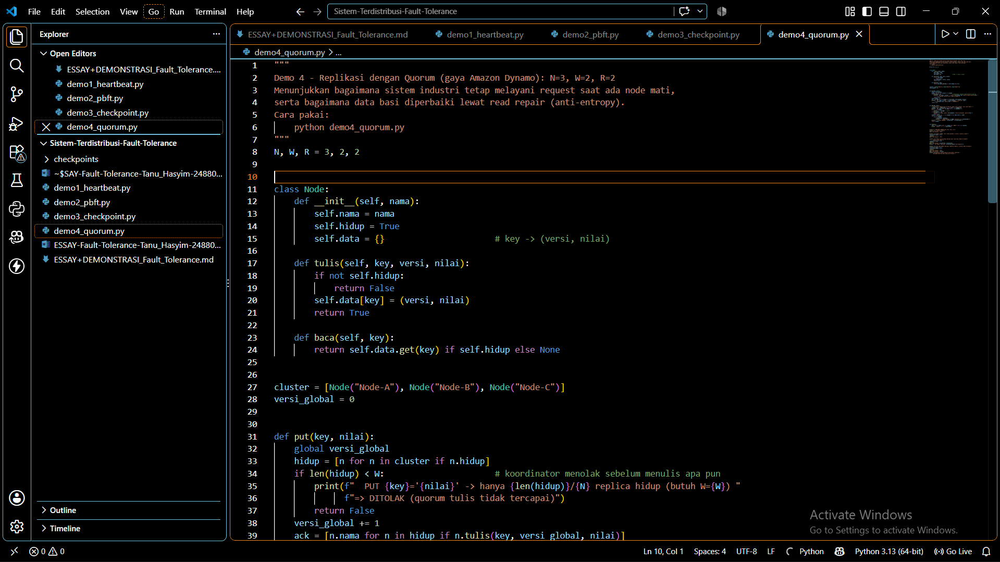 File Edit Selection View Go Run Terminal Help
Sistem-Terdistribusi-Fault-Tolerance
Explorer
Open Editors
ESSAY+DEMONSTRASI_Fault_Tolerance....
demo1_heartbeat.py
demo2_pbft.py
demo3_checkpoint.py
demo4_quorum.py
Sistem-Terdistribusi-Fault-Tolerance
checkpoints
~$SAY-Fault-Tolerance-Tanu_Hasyim-24880...
demo1_heartbeat.py
demo2_pbft.py
demo3_checkpoint.py
demo4_quorum.py
ESSAY-Fault-Tolerance-Tanu_Hasyim-24880...
ESSAY+DEMONSTRASI_Fault_Tolerance.md
Outline
Timeline
ESSAY+DEMONSTRASI_Fault_Tolerance.md demo1_heartbeat.py demo2_pbft.py demo3_checkpoint.py demo4_quorum.py
demo4_quorum.py > ...
1 """
2 Demo 4 - Replikasi dengan Quorum (gaya Amazon Dynamo): N=3, W=2, R=2
3 Menunjukkan bagaimana sistem industri tetap melayani request saat ada node mati,
4 serta bagaimana data basi diperbaiki lewat read repair (anti-entropy).
5 Cara pakai:
6     python demo4_quorum.py
7 """
8 N, W, R = 3, 2, 2
9
10
11 class Node:
12     def __init__(self, nama):
13         self.nama = nama
14         self.hidup = True
15         self.data = {}                      # key -> (versi, nilai)
16
17     def tulis(self, key, versi, nilai):
18         if not self.hidup:
19             return False
20         self.data[key] = (versi, nilai)
21         return True
22
23     def baca(self, key):
24         return self.data.get(key) if self.hidup else None
25
26
27 cluster = [Node("Node-A"), Node("Node-B"), Node("Node-C")]
28 versi_global = 0
29
30
31 def put(key, nilai):
32     global versi_global
33     hidup = [n for n in cluster if n.hidup]
34     if len(hidup) < W:                      # koordinator menolak sebelum menulis apa pun
35         print(f"  PUT {key}='{nilai}' -> hanya {len(hidup)}/{N} replica hidup (butuh W={W}) "
36               f"=> DITOLAK (quorum tulis tidak tercapai)")
37         return False
38     versi_global += 1
39     ack = [n.nama for n in hidup if n.tulis(key, versi_global, nilai)]
Activate Windows
Go to Settings to activate Windows.
0 0 Ln 10, Col 1 Spaces: 4 UTF-8 LF Python Python 3.13 (64-bit) Go Live